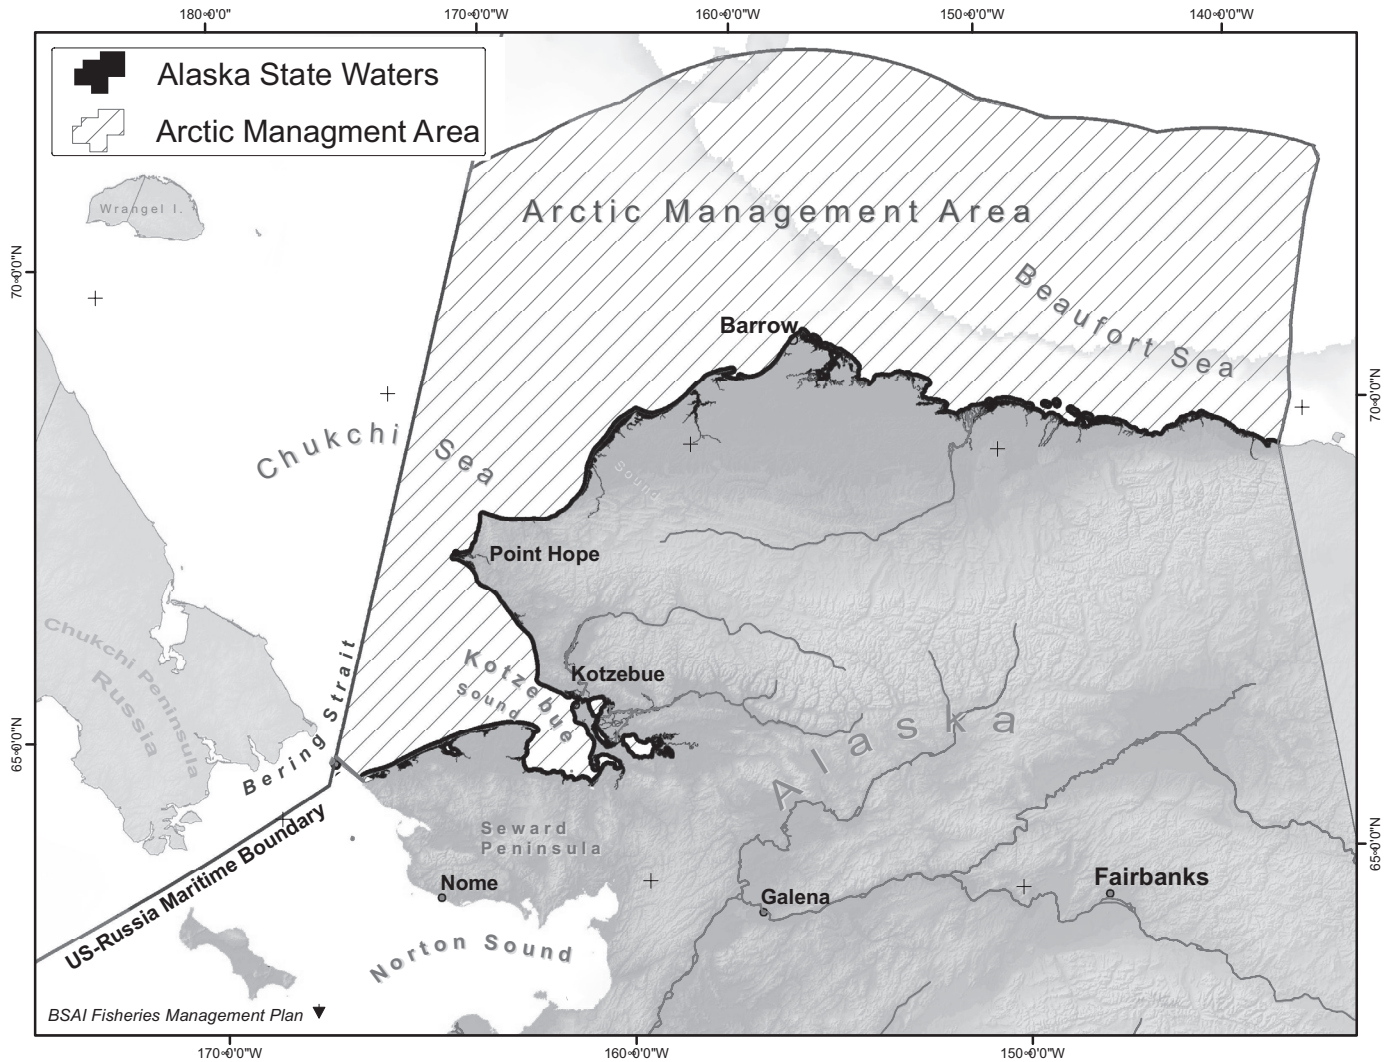 180°0'0"
170°0'0"W
160°0'0"W
150°0'0"W
140°0'0"W
Alaska State Waters
Arctic Managment Area
Wrangel I.
Arctic Management Area
70°0'0"N
Beaufort Sea
Barrow
70°0'0"N
Chukchi Sea
Sound
Point Hope
Chukchi Peninsula
Russia
Kotzebue
Sound
Kotzebue
Bering Strait
Alaska
65°0'0"N
US-Russia Maritime Boundary
Seward
Peninsula
65°0'0"N
Nome
Galena
Fairbanks
Norton Sound
BSAI Fisheries Management Plan
170°0'0"W
160°0'0"W
150°0'0"W